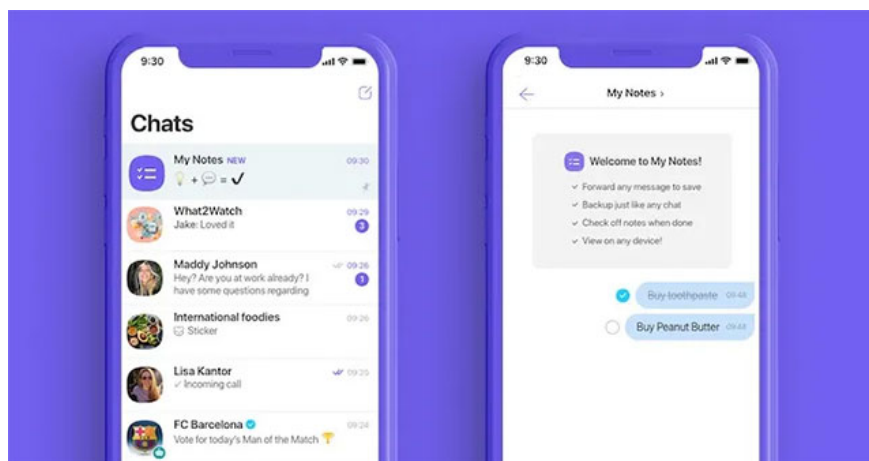 9:30
Chats
My Notes NEW 09:30
+ = ✓
What2Watch 09:29
Jake: Loved it 3
Maddy Johnson 09:26
Hey? Are you at work already? I 1
have some questions regarding
International foodies 09:26
Sticker
Lisa Kantor 09:25
✓ Incoming call
FC Barcelona 09:24
Vote for today's Man of the Match
9:30
My Notes >
Welcome to My Notes!
✓ Forward any message to save
✓ Backup just like any chat
✓ Check off notes when done
✓ View on any device!
Buy toothpaste 09:48
Buy Peanut Butter 09:48